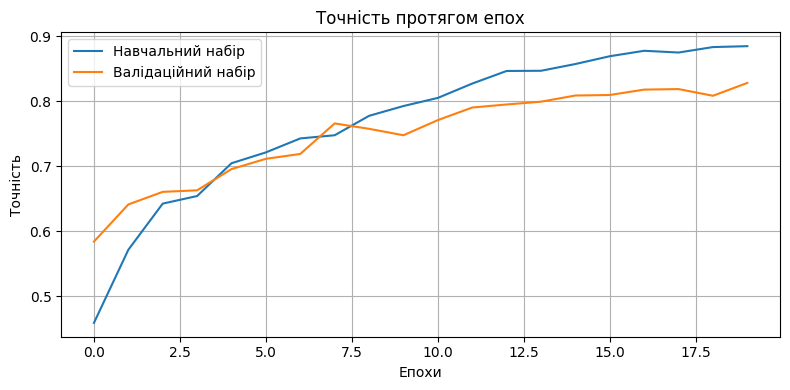 Точність протягом епох
Навчальний набір
Валідаційний набір
Точність
0.9
0.8
0.7
0.6
0.5
0.0 2.5 5.0 7.5 10.0 12.5 15.0 17.5
Епохи